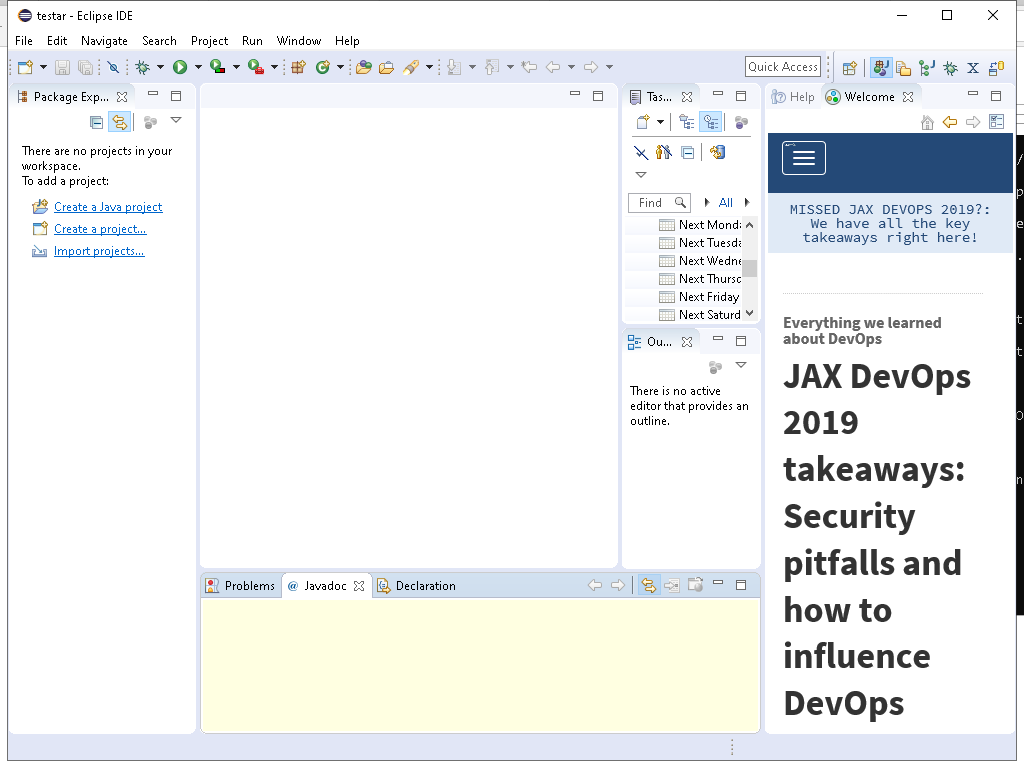 testar - Eclipse IDE
File Edit Navigate Search Project Run Window Help
Quick Access
Package Exp...
There are no projects in your
workspace.
To add a project:
Create a Java project
Create a project...
Import projects...
Tas...
Find
All
Next Mond
Next Tuesda
Next Wedne
Next Thursd
Next Friday
Next Saturd
Ou...
There is no active
editor that provides an
outline.
Problems
@ Javadoc
Declaration
Help
Welcome
MISSED JAX DEVOPS 2019?:
We have all the key
takeaways right here!
Everything we learned
about DevOps
JAX DevOps
2019
takeaways:
Security
pitfalls and
how to
influence
DevOps